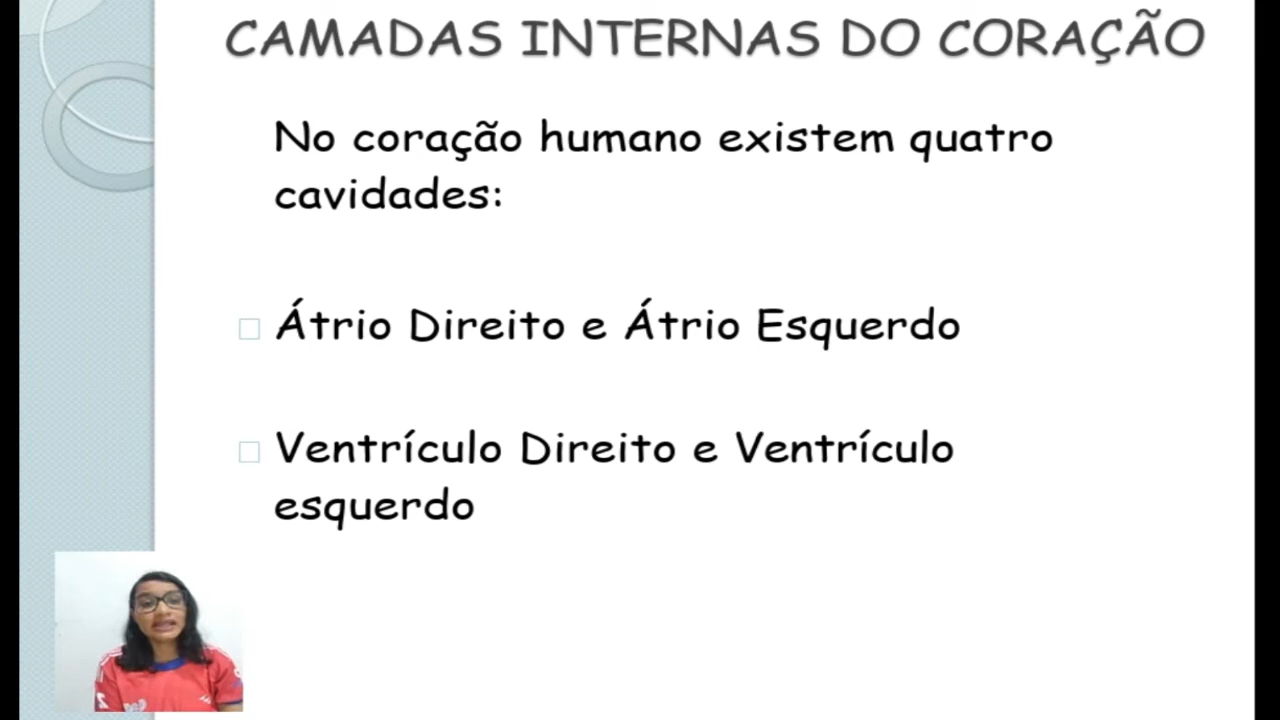 CAMADAS INTERNAS DO CORAÇÃO
No coração humano existem quatro
cavidades:
Átrio Direito e Átrio Esquerdo
Ventrículo Direito e Ventrículo
esquerdo